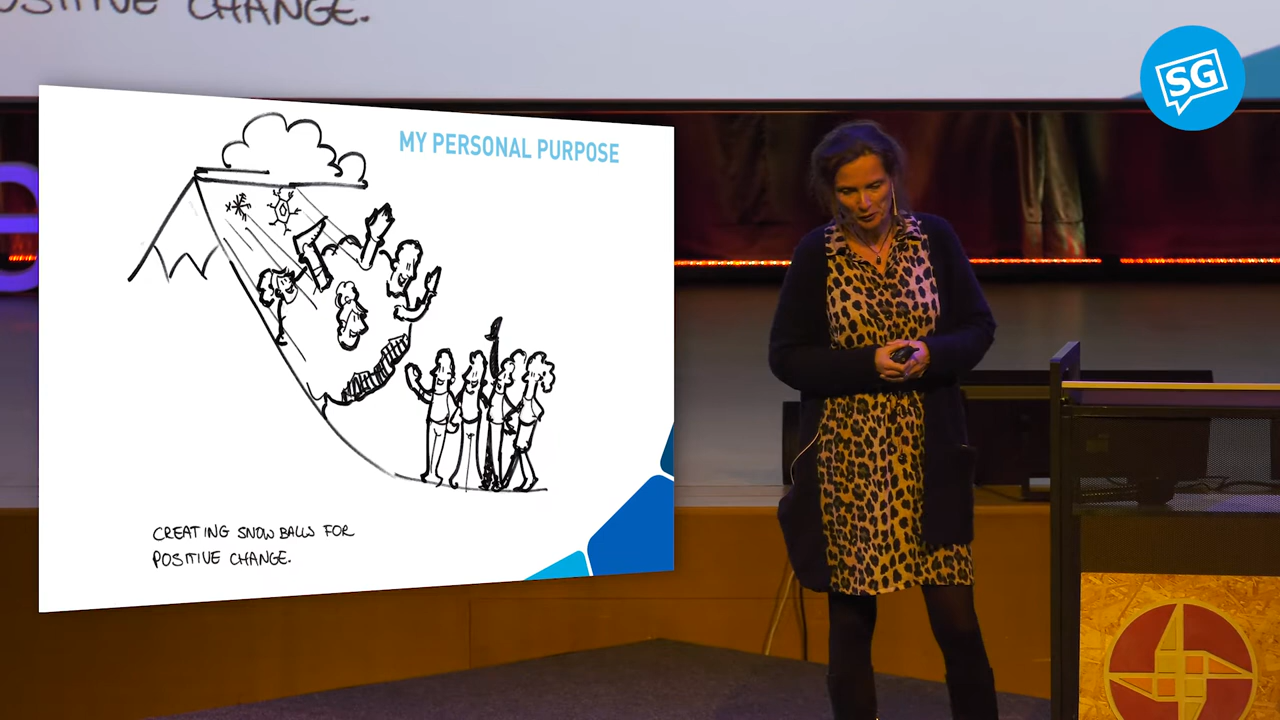 POSITIVE CHANGE.
SG
MY PERSONAL PURPOSE
CREATING SNOW BALLS FOR
POSITIVE CHANGE.